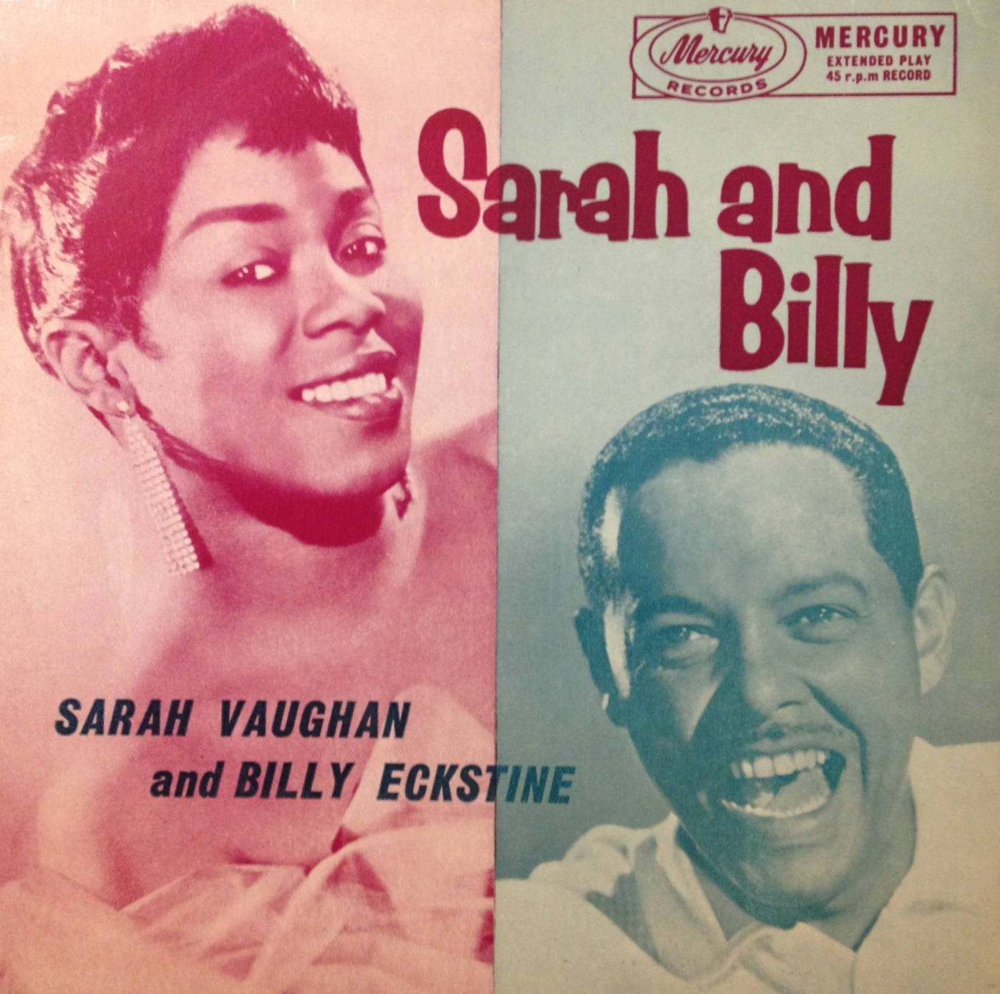 Mercury
RECORDS
MERCURY
EXTENDED PLAY
45 r.p.m RECORD
Sarah and
Billy
SARAH VAUGHAN
and BILLY ECKSTINE